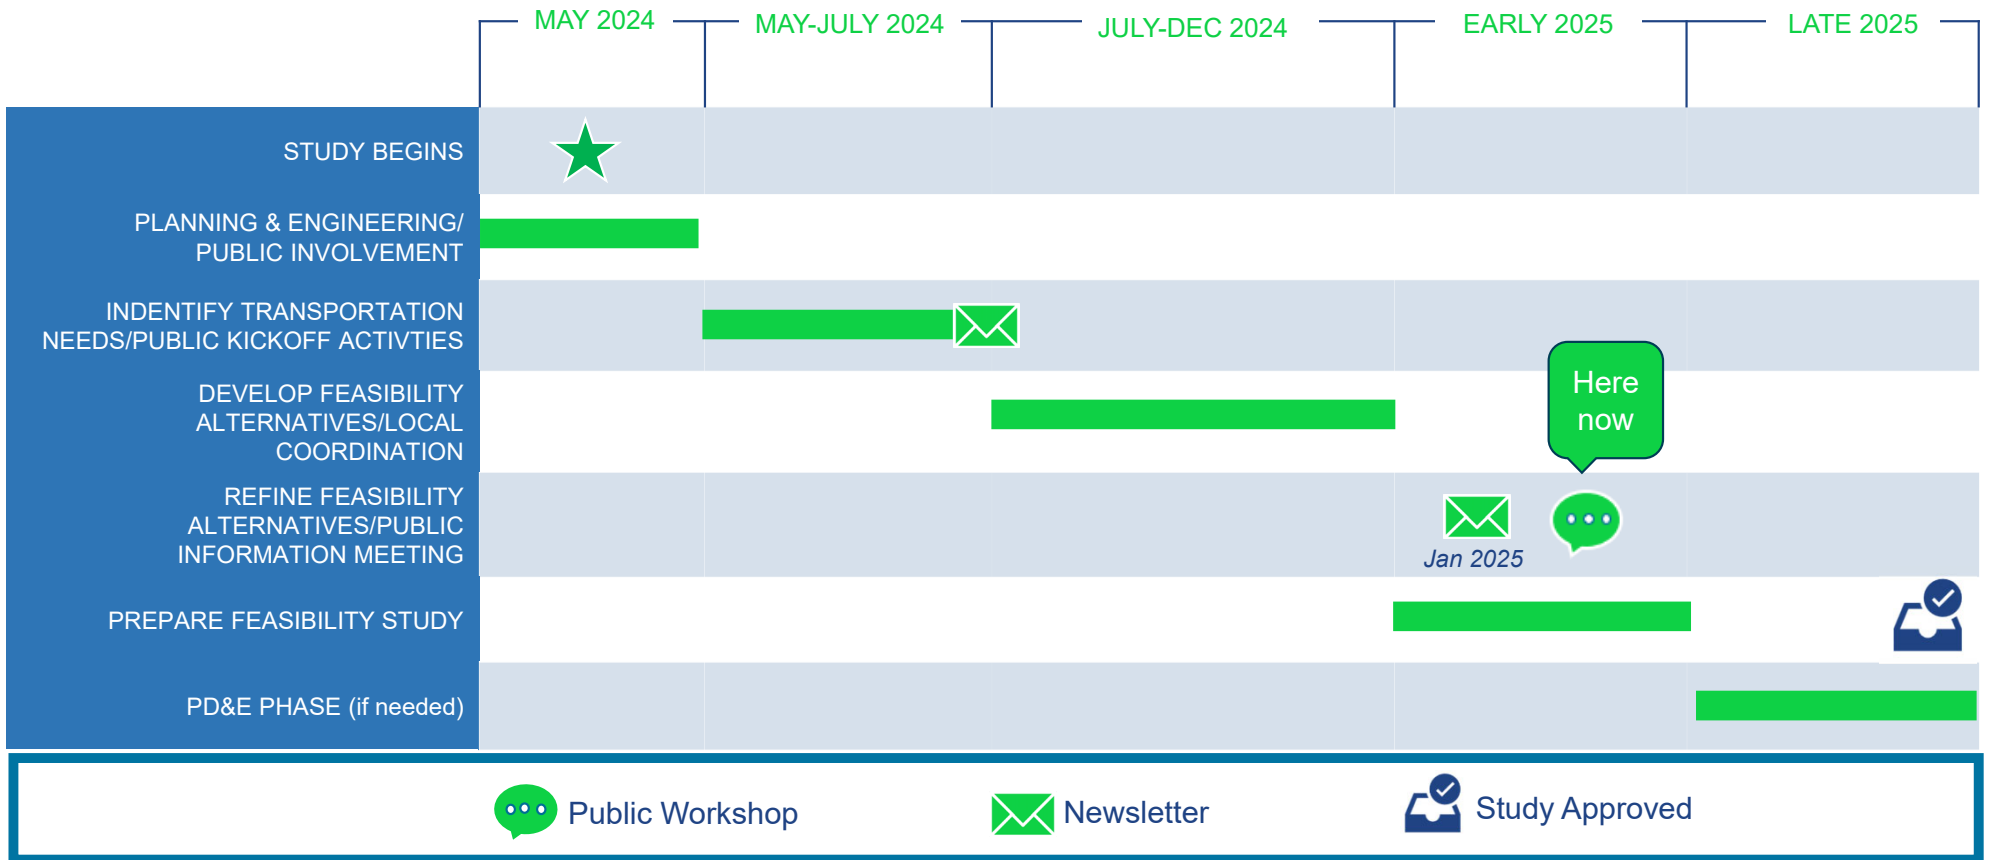 MAY 2024
MAY-JULY 2024
JULY-DEC 2024
EARLY 2025
LATE 2025
STUDY BEGINS
PLANNING & ENGINEERING/
PUBLIC INVOLVEMENT
INDENTIFY TRANSPORTATION
NEEDS/PUBLIC KICKOFF ACTIVTIES
DEVELOP FEASIBILITY
ALTERNATIVES/LOCAL
COORDINATION
Here
now
REFINE FEASIBILITY
ALTERNATIVES/PUBLIC
INFORMATION MEETING
Jan 2025
PREPARE FEASIBILITY STUDY
PD&E PHASE (if needed)
Public Workshop
Newsletter
Study Approved